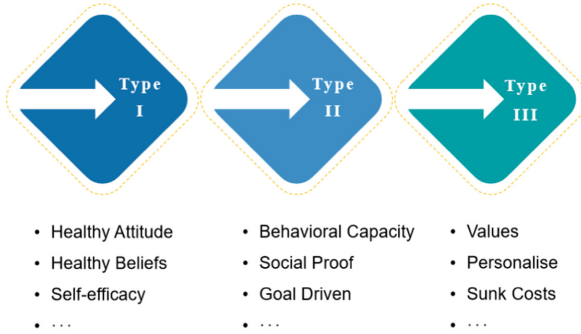 Type
I
Type
II
Type
III
• Healthy Attitude
• Healthy Beliefs
• Self-efficacy
• ···
• Behavioral Capacity
• Social Proof
• Goal Driven
• ···
• Values
• Personalise
• Sunk Costs
• ···